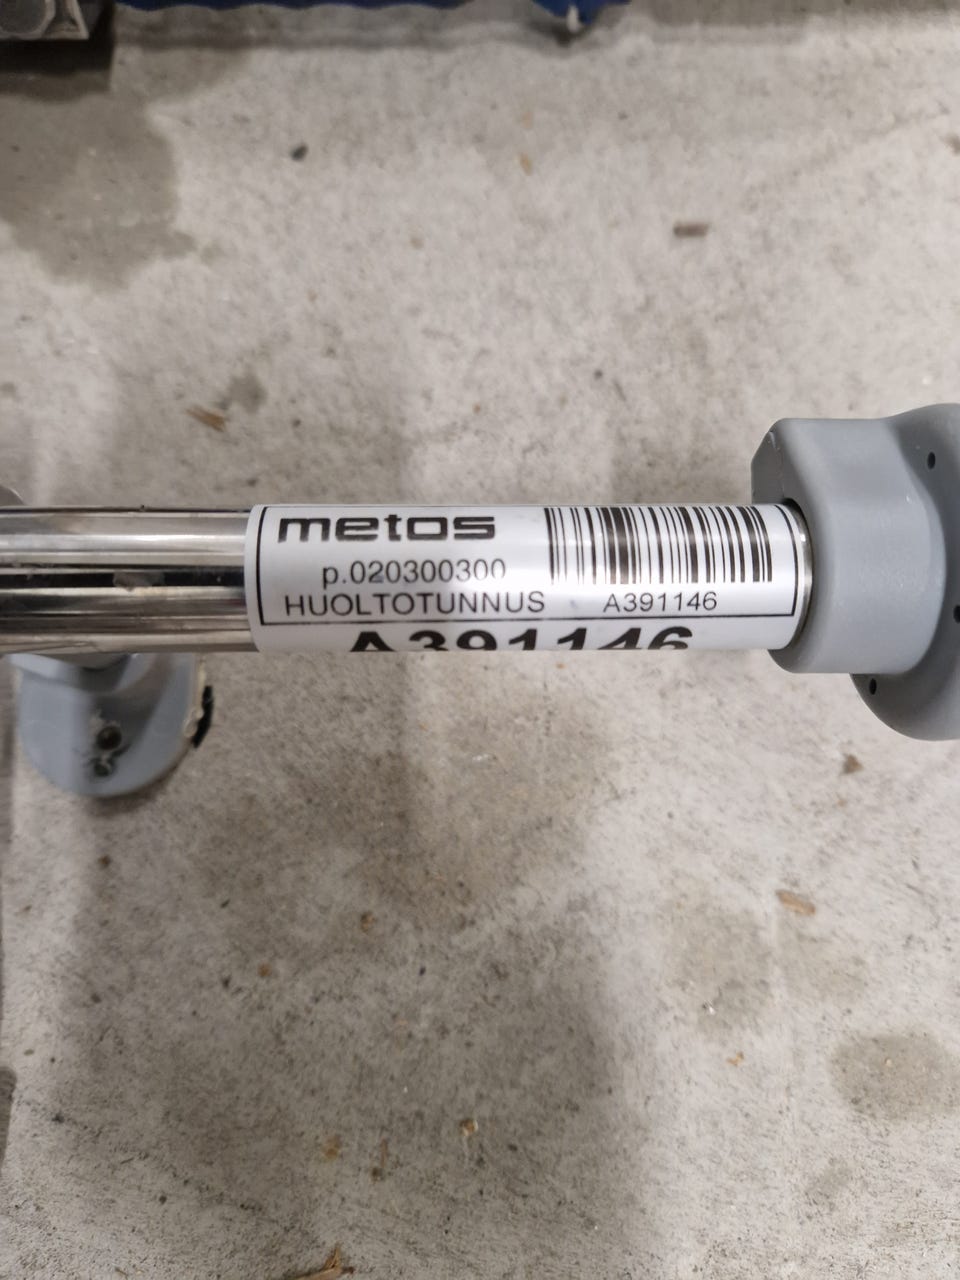 metos
p.020300300
HUOLTOTUNNUS A391146
A391146